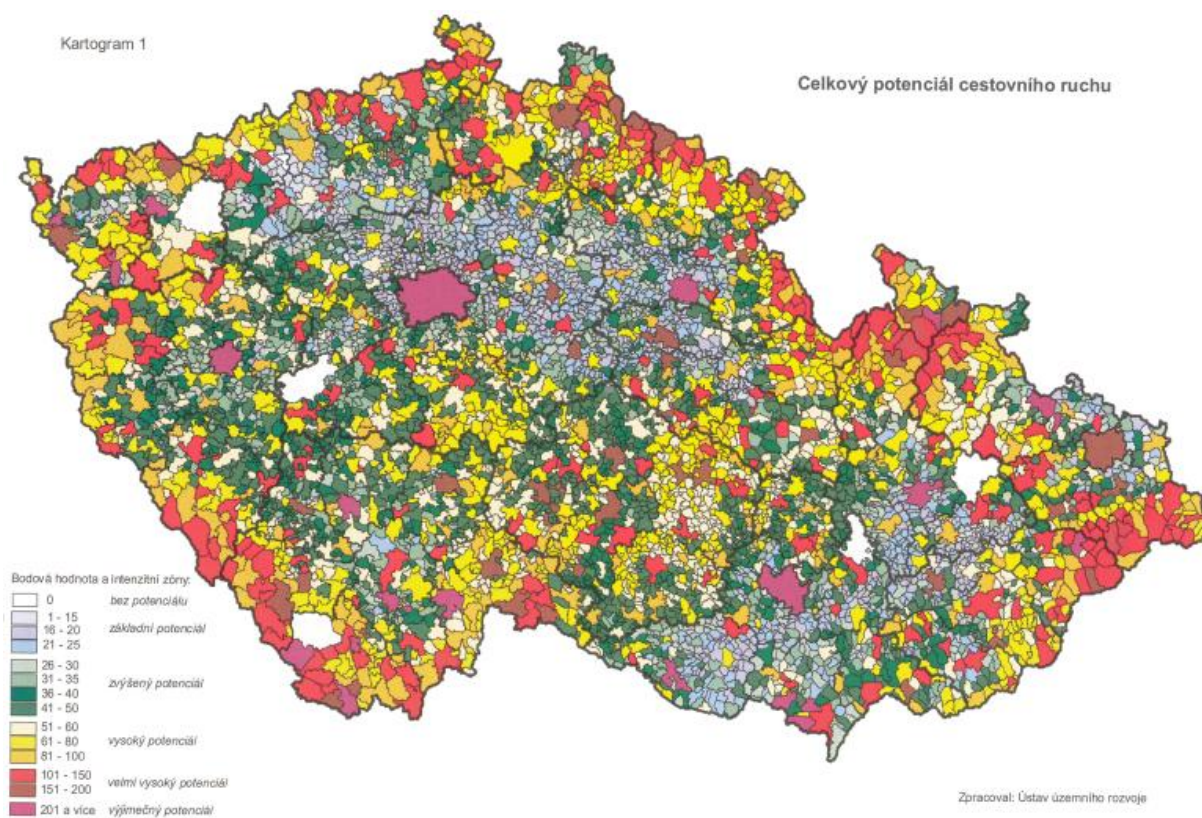 Kartogram 1
Celkový potenciál cestovního ruchu
Bodová hodnota a intenzitní zóny:
0 bez potenciálu
1 - 15
16 - 20 základní potenciál
21 - 25
26 - 30
31 - 35 zvýšený potenciál
36 - 40
41 - 50
51 - 60
61 - 80 vysoký potenciál
81 - 100
101 - 150 velmi vysoký potenciál
151 - 200
201 a více výjimečný potenciál
Zpracoval: Ústav územního rozvoje